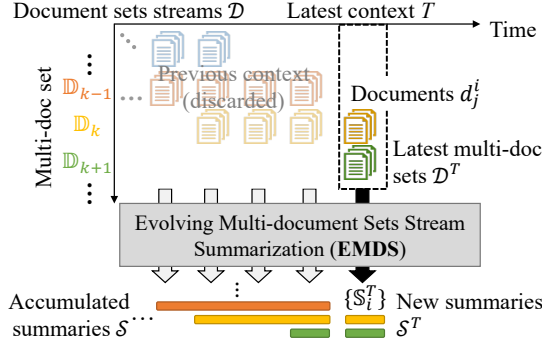 Document sets streams 𝒟
Latest context T
Time
Multi-doc set
⋮
𝔻k-1
𝔻k
𝔻k+1
⋮
Previous context
(discarded)
Documents d_j^i
Latest multi-doc
sets 𝒟^T
Evolving Multi-document Sets Stream
Summarization (EMDS)
Accumulated
summaries 𝒮 ...
{𝕊_i^T}
New summaries
𝒮^T